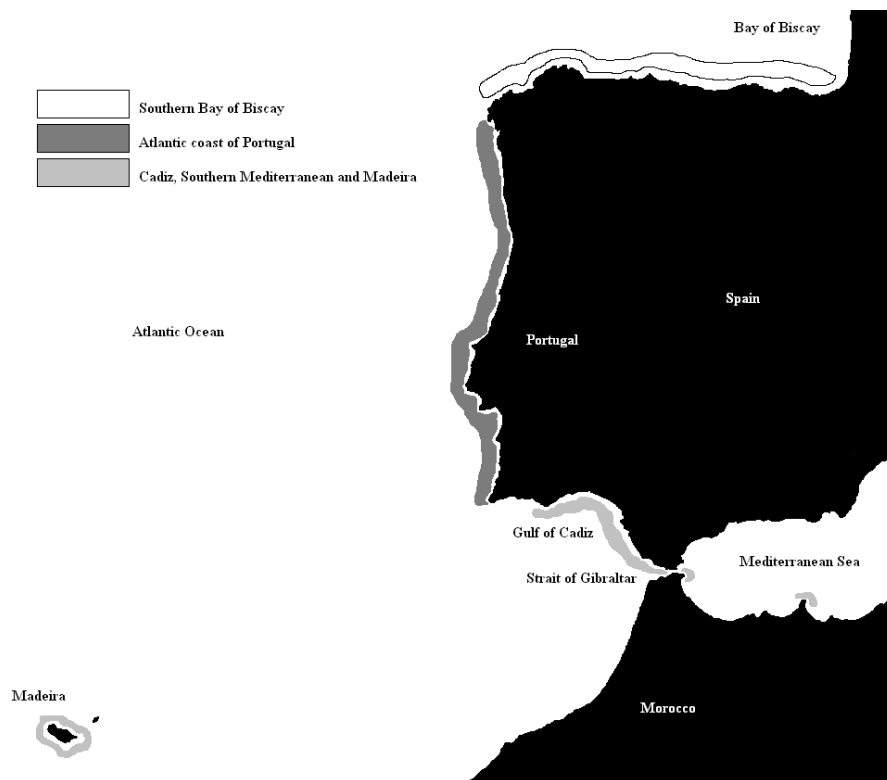 Bay of Biscay
Southern Bay of Biscay
Atlantic coast of Portugal
Cadiz, Southern Mediterranean and Madeira
Spain
Atlantic Ocean
Portugal
Gulf of Cadiz
Mediterranean Sea
Strait of Gibraltar
Madeira
Morocco